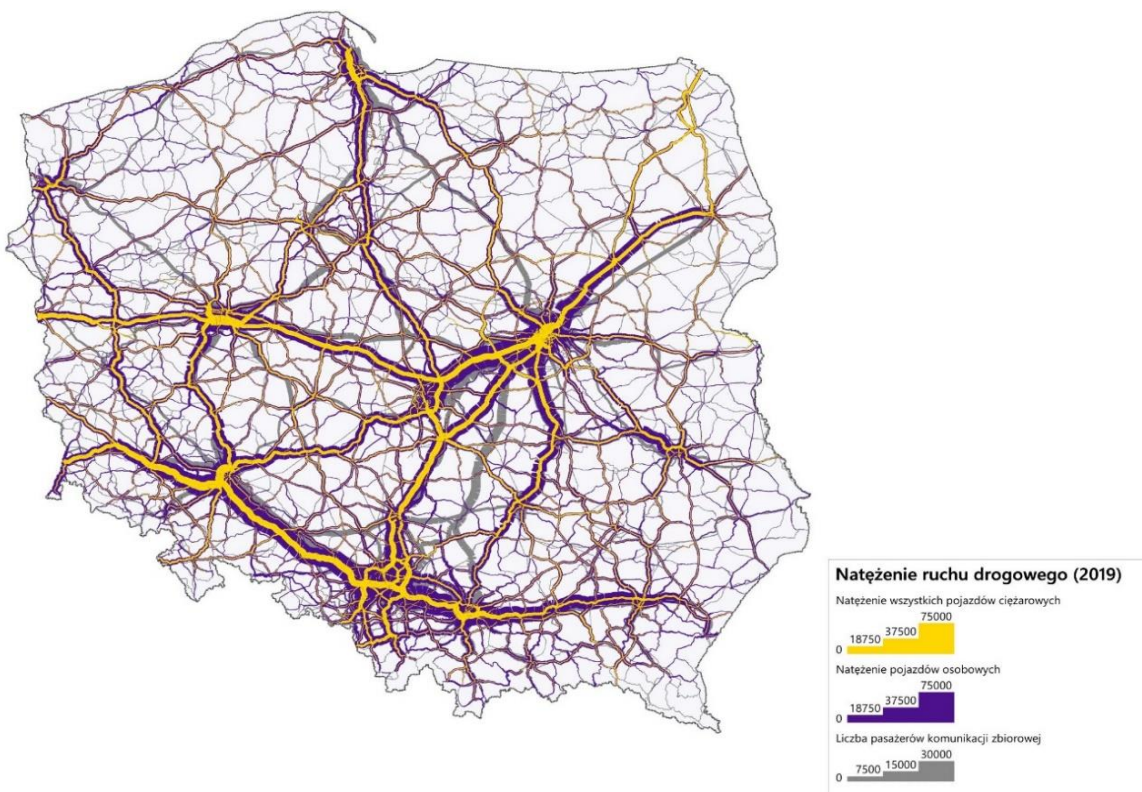 Natężenie ruchu drogowego (2019)
Natężenie wszystkich pojazdów ciężarowych
0 18750 37500 75000
Natężenie pojazdów osobowych
0 18750 37500 75000
Liczba pasażerów komunikacji zbiorowej
0 7500 15000 30000